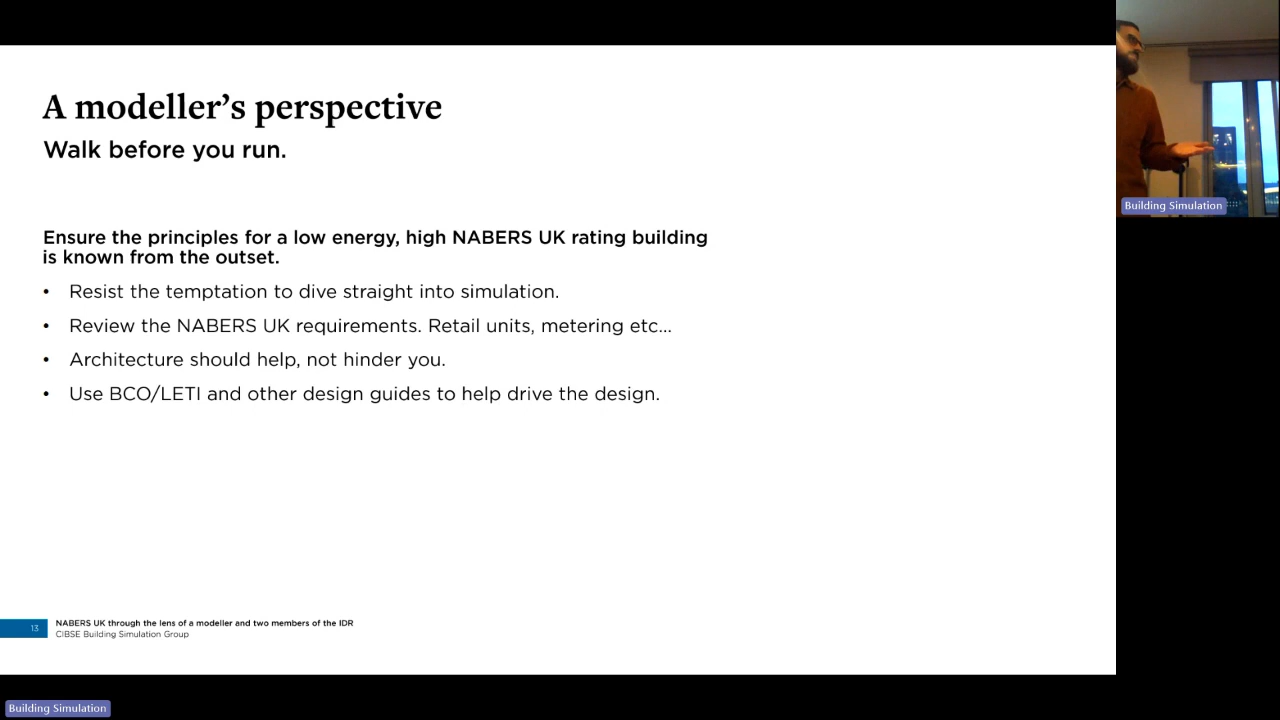 A modeller's perspective
Walk before you run.
Ensure the principles for a low energy, high NABERS UK rating building
is known from the outset.
• Resist the temptation to dive straight into simulation.
• Review the NABERS UK requirements. Retail units, metering etc...
• Architecture should help, not hinder you.
• Use BCO/LETI and other design guides to help drive the design.
13
NABERS UK through the lens of a modeller and two members of the IDR
CIBSE Building Simulation Group
Building Simulation
Building Simulation